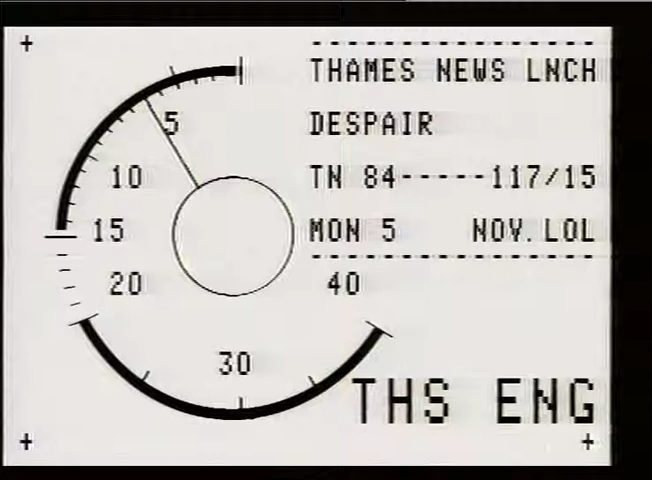 THAMES NEWS LNCH
DESPAIR
TN 84-----117/15
MON 5 NOV. LOL
5
10
15
20
30
40
THS ENG